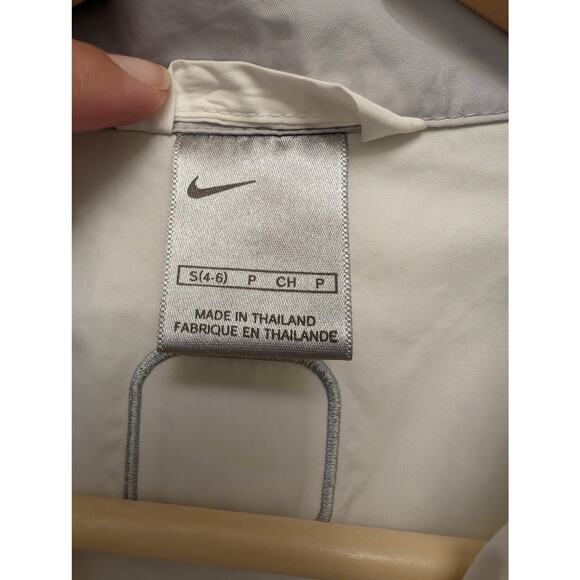 S(4-6) P CH P
MADE IN THAILAND
FABRIQUE EN THAILANDE